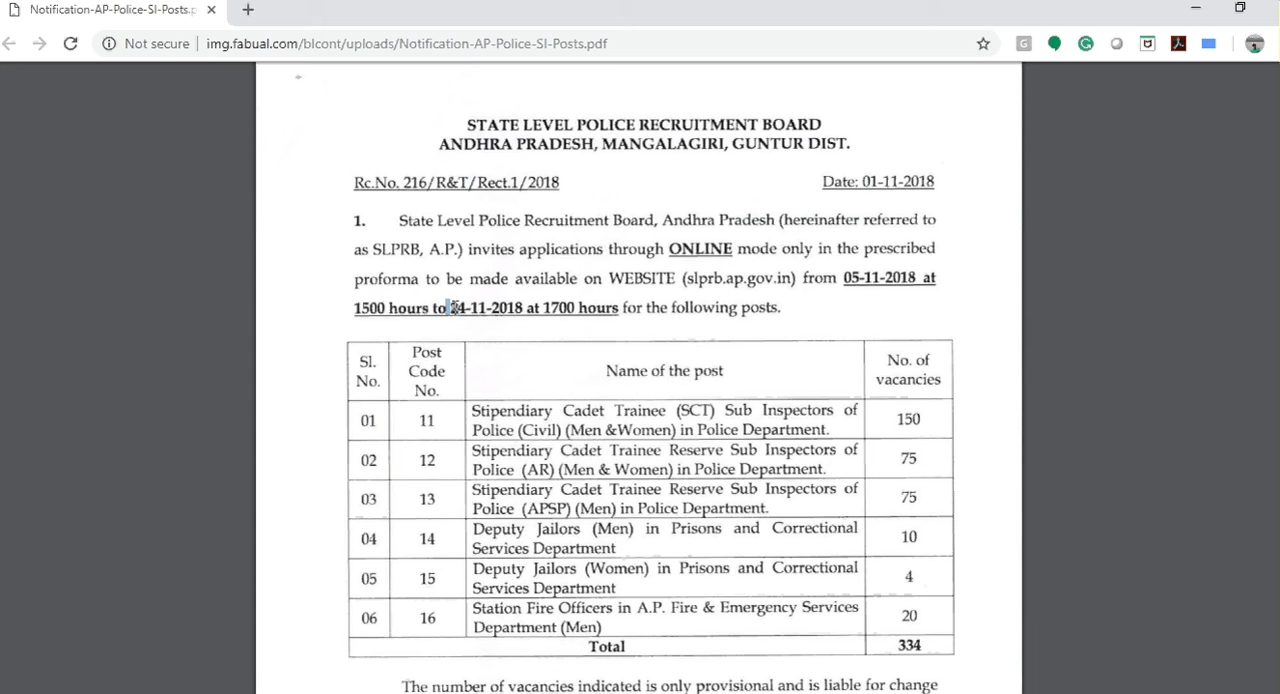 Notification-AP-Police-SI-Posts.p
Not secure | img.fabual.com/blcont/uploads/Notification-AP-Police-SI-Posts.pdf
STATE LEVEL POLICE RECRUITMENT BOARD
ANDHRA PRADESH, MANGALAGIRI, GUNTUR DIST.
Rc.No. 216/R&T/Rect.1/2018 Date: 01-11-2018
1. State Level Police Recruitment Board, Andhra Pradesh (hereinafter referred to
as SLPRB, A.P.) invites applications through ONLINE mode only in the prescribed
proforma to be made available on WEBSITE (slprb.ap.gov.in) from 05-11-2018 at
1500 hours to 24-11-2018 at 1700 hours for the following posts.
Sl. No. Post Code No. Name of the post No. of vacancies
01 11 Stipendiary Cadet Trainee (SCT) Sub Inspectors of
Police (Civil) (Men &Women) in Police Department. 150
02 12 Stipendiary Cadet Trainee Reserve Sub Inspectors of
Police (AR) (Men & Women) in Police Department. 75
03 13 Stipendiary Cadet Trainee Reserve Sub Inspectors of
Police (APSP) (Men) in Police Department. 75
04 14 Deputy Jailors (Men) in Prisons and Correctional
Services Department 10
05 15 Deputy Jailors (Women) in Prisons and Correctional
Services Department 4
06 16 Station Fire Officers in A.P. Fire & Emergency Services
Department (Men) 20
Total 334
The number of vacancies indicated is only provisional and is liable for change